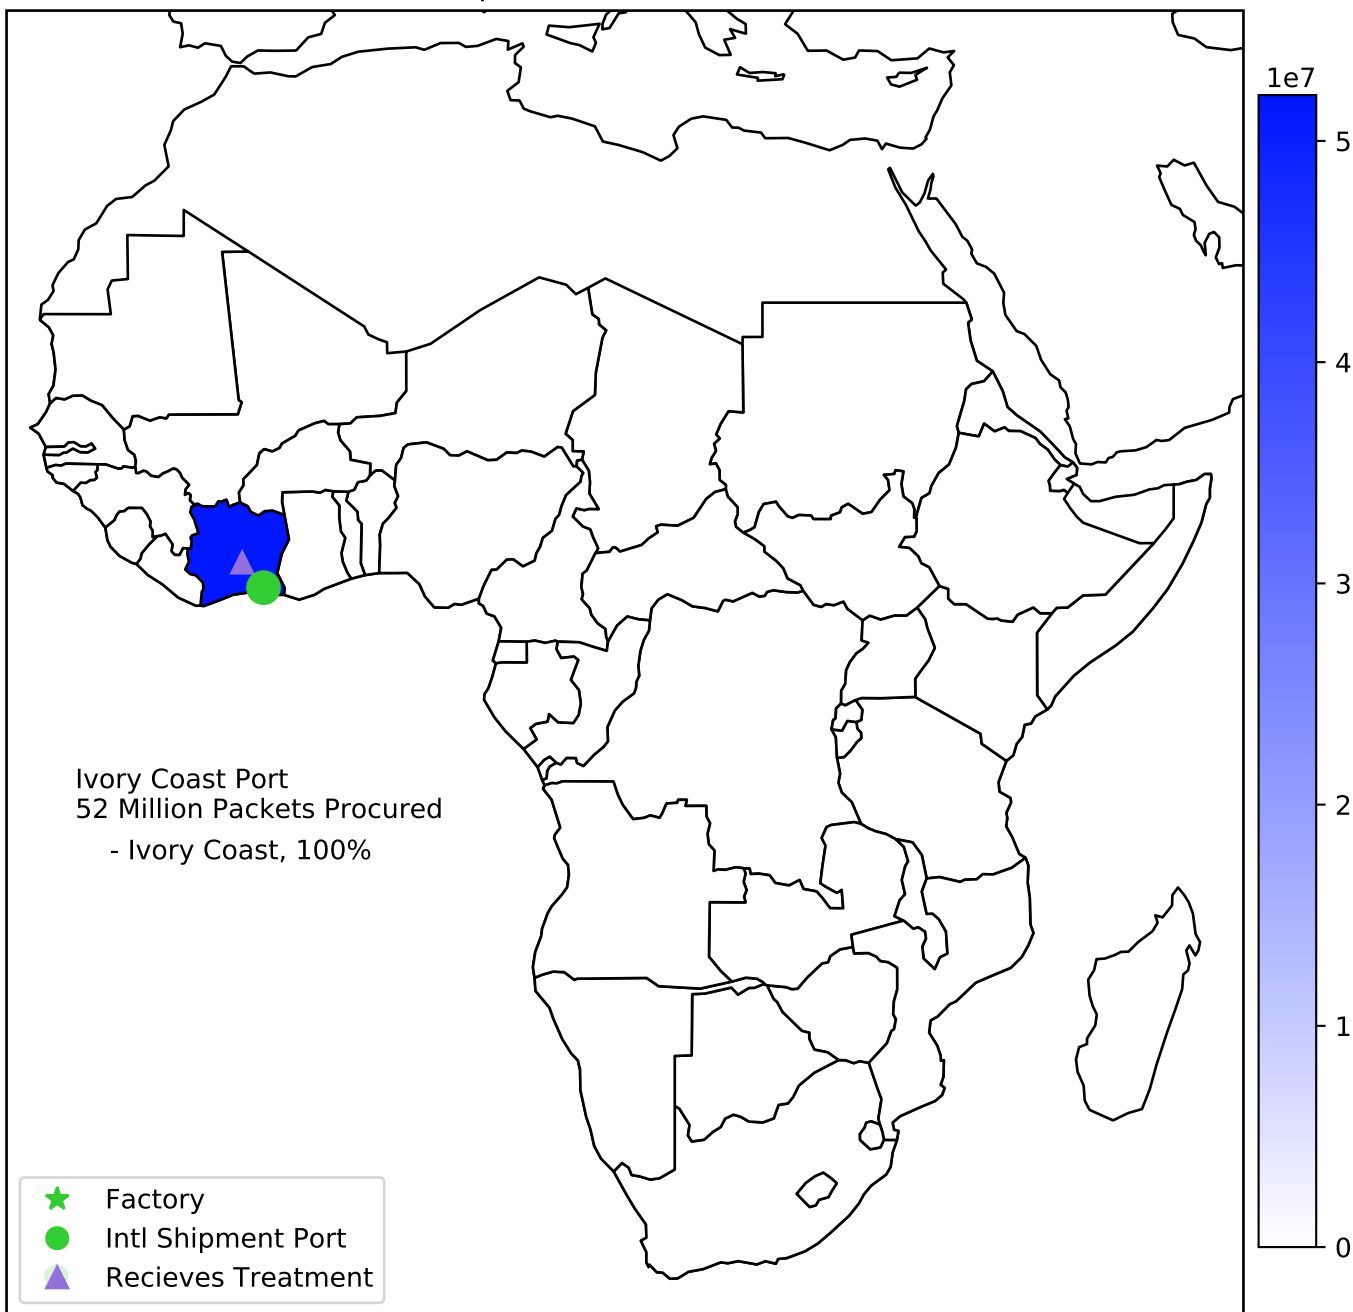 1e7
5
4
3
2
1
0
Ivory Coast Port
52 Million Packets Procured
- Ivory Coast, 100%
Factory
Intl Shipment Port
Recieves Treatment